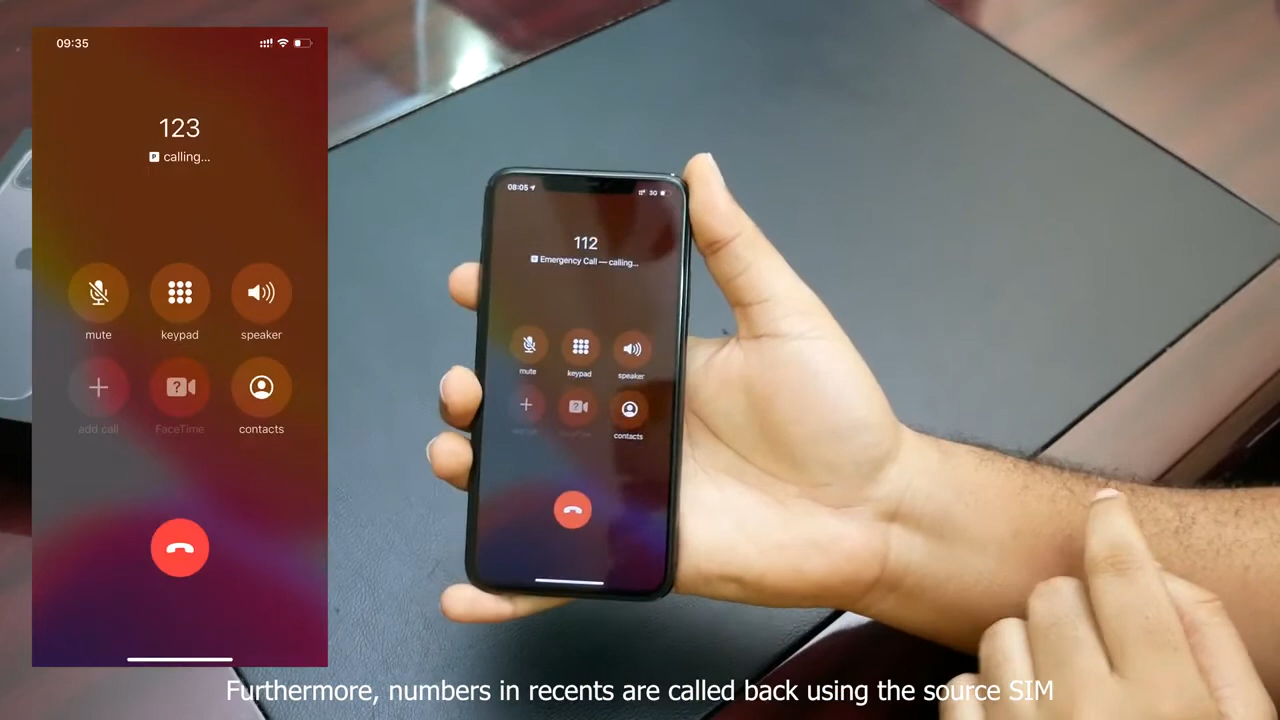 09:35
123
P calling...
mute
keypad
speaker
add call
FaceTime
contacts
08:05
3G
112
P Emergency Call — calling...
mute
keypad
speaker
contacts
Furthermore, numbers in recents are called back using the source SIM